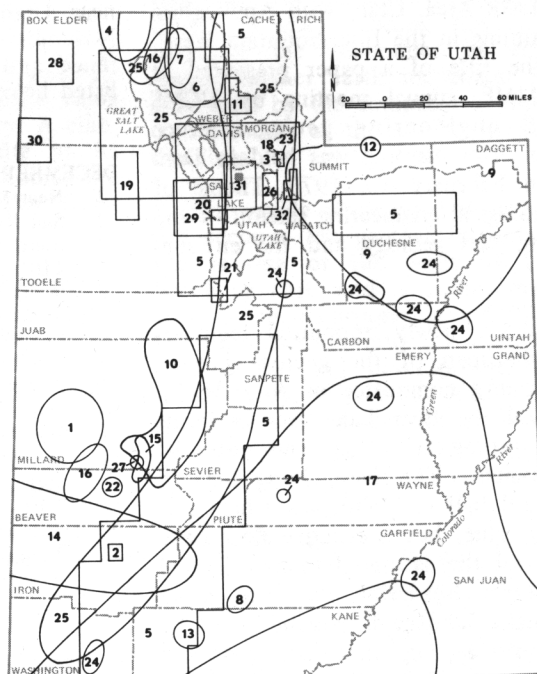 BOX ELDER
CACHE
RICH
STATE OF UTAH
4
5
28
25
16
7
6
25
20 0 20 40 60 MILES
GREAT
SALT
LAKE
25
11
WEBER
DAVIS
MORGAN
23
18
3
12
DAGGETT
30
SUMMIT
9
19
SALT
31
26
20
LAKE
32
WASATCH
5
29
UTAH
UTAH
LAKE
DUCHESNE
9
24
5
21
24
5
TOOELE
24
24
River
25
24
JUAB
CARBON
UINTAH
EMERY
GRAND
10
SANPETE
24
Green
1
5
15
River
MILLARD
27
SEVIER
16
22
24
17
WAYNE
BEAVER
PIUTE
14
GARFIELD
Colorado
2
24
SAN JUAN
IRON
8
25
KANE
5
13
24
WASHINGTON